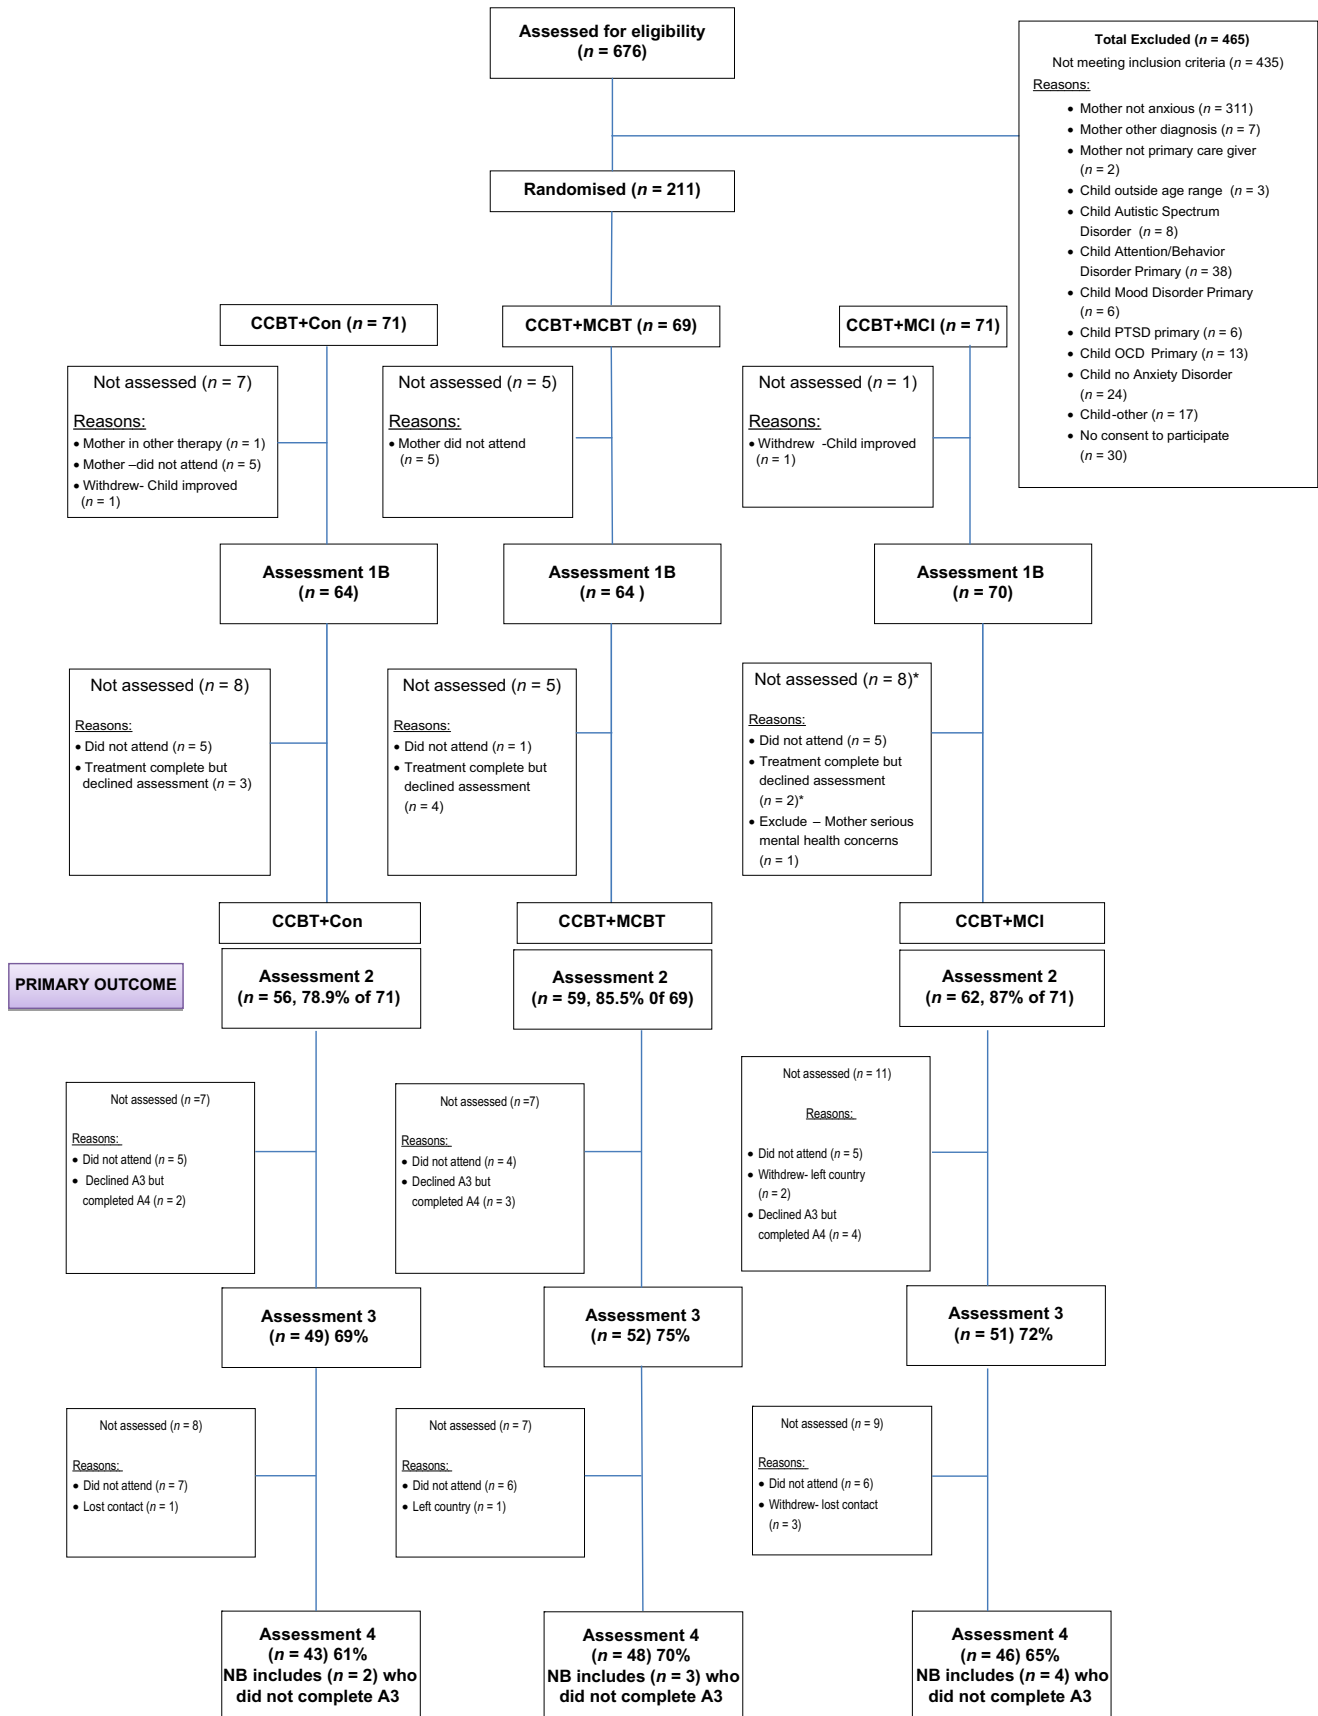 Assessed for eligibility
(n = 676)
Total Excluded (n = 465)
Not meeting inclusion criteria (n = 435)
Reasons:
• Mother not anxious (n = 311)
• Mother other diagnosis (n = 7)
• Mother not primary care giver
(n = 2)
• Child outside age range (n = 3)
• Child Autistic Spectrum
Disorder (n = 8)
• Child Attention/Behavior
Disorder Primary (n = 38)
• Child Mood Disorder Primary
(n = 6)
• Child PTSD primary (n = 6)
• Child OCD Primary (n = 13)
• Child no Anxiety Disorder
(n = 24)
• Child-other (n = 17)
• No consent to participate
(n = 30)
Randomised (n = 211)
CCBT+Con (n = 71)
CCBT+MCBT (n = 69)
CCBT+MCI (n = 71)
Not assessed (n = 7)
Reasons:
• Mother in other therapy (n = 1)
• Mother –did not attend (n = 5)
• Withdrew- Child improved
(n = 1)
Not assessed (n = 5)
Reasons:
• Mother did not attend
(n = 5)
Not assessed (n = 1)
Reasons:
• Withdrew -Child improved
(n = 1)
Assessment 1B
(n = 64)
Assessment 1B
(n = 64 )
Assessment 1B
(n = 70)
Not assessed (n = 8)
Reasons:
• Did not attend (n = 5)
• Treatment complete but
declined assessment (n = 3)
Not assessed (n = 5)
Reasons:
• Did not attend (n = 1)
• Treatment complete but
declined assessment
(n = 4)
Not assessed (n = 8)*
Reasons:
• Did not attend (n = 5)
• Treatment complete but
declined assessment
(n = 2)*
• Exclude – Mother serious
mental health concerns
(n = 1)
CCBT+Con
CCBT+MCBT
CCBT+MCI
PRIMARY OUTCOME
Assessment 2
(n = 56, 78.9% of 71)
Assessment 2
(n = 59, 85.5% 0f 69)
Assessment 2
(n = 62, 87% of 71)
Not assessed (n =7)
Reasons:
• Did not attend (n = 5)
• Declined A3 but
completed A4 (n = 2)
Not assessed (n =7)
Reasons:
• Did not attend (n = 4)
• Declined A3 but
completed A4 (n = 3)
Not assessed (n = 11)
Reasons:
• Did not attend (n = 5)
• Withdrew- left country
(n = 2)
• Declined A3 but
completed A4 (n = 4)
Assessment 3
(n = 49) 69%
Assessment 3
(n = 52) 75%
Assessment 3
(n = 51) 72%
Not assessed (n = 8)
Reasons:
• Did not attend (n = 7)
• Lost contact (n = 1)
Not assessed (n = 7)
Reasons:
• Did not attend (n = 6)
• Left country (n = 1)
Not assessed (n = 9)
Reasons:
• Did not attend (n = 6)
• Withdrew- lost contact
(n = 3)
Assessment 4
(n = 43) 61%
NB includes (n = 2) who
did not complete A3
Assessment 4
(n = 48) 70%
NB includes (n = 3) who
did not complete A3
Assessment 4
(n = 46) 65%
NB includes (n = 4) who
did not complete A3